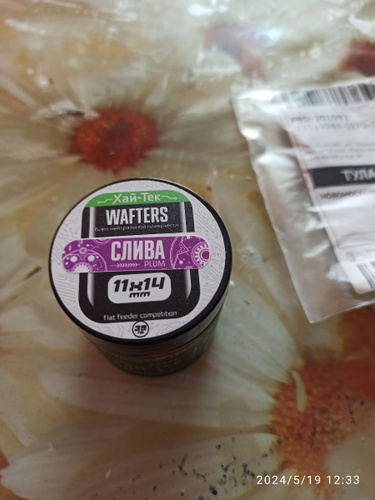 Хай-Тек
WAFTERS
СЛИВА
PLUM
11x14
mm
flat feeder competition
ТУЛА
2024/5/19 12:33